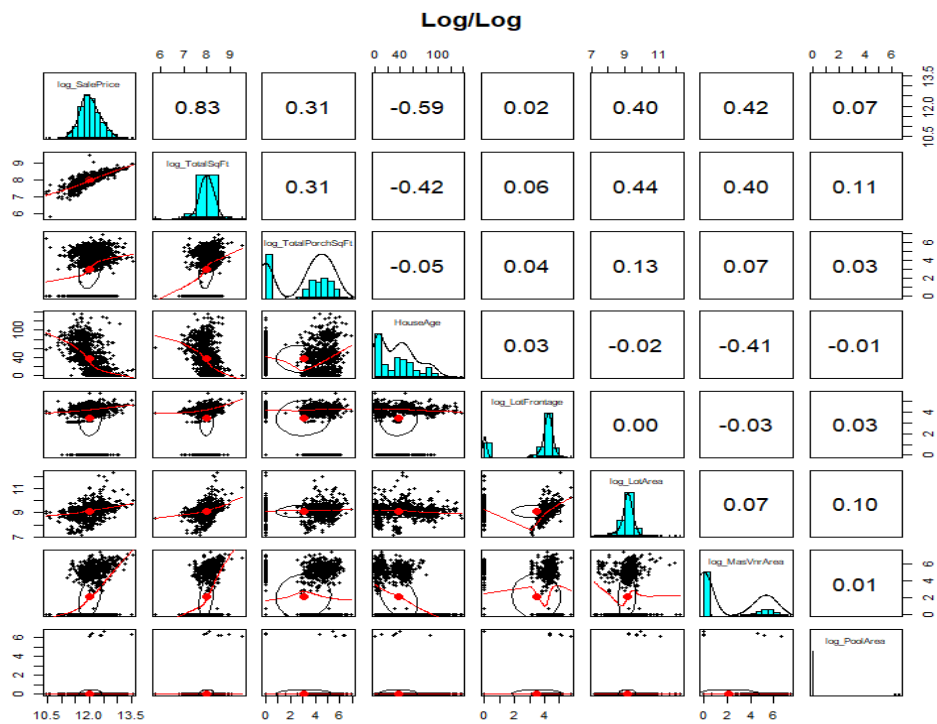 Log/Log
6 7 8 9
0 40 100
7 9 11
0 2 4 6
log_SalePrice
0.83
0.31
-0.59
0.02
0.40
0.42
0.07
10.5 12.0 13.5
6 7 8 9
log_TotalSqFt
0.31
-0.42
0.06
0.44
0.40
0.11
log_TotalPorchSqFt
-0.05
0.04
0.13
0.07
0.03
0 2 4 6
0 40 100
HouseAge
0.03
-0.02
-0.41
-0.01
log_LotFrontage
0.00
-0.03
0.03
0 2 4
7 9 11
log_LotArea
0.07
0.10
log_MasVnrArea
0.01
0 2 4 6
0 2 4 6
log_PoolArea
10.5 12.0 13.5
0 2 4 6
0 2 4
0 2 4 6